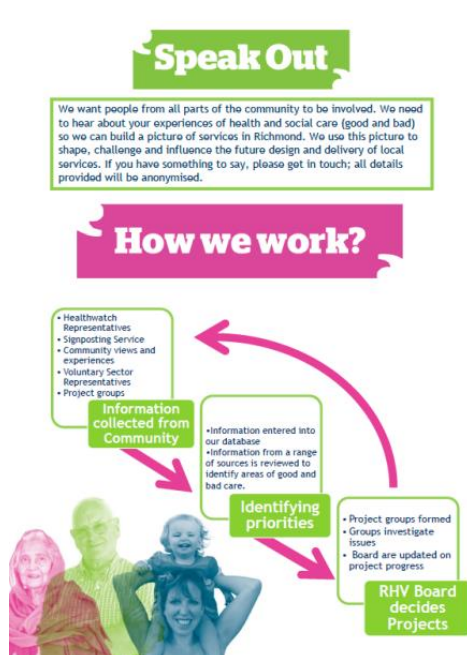 Speak Out
We want people from all parts of the community to be involved. We need
to hear about your experiences of health and social care (good and bad)
so we can build a picture of services in Richmond. We use this picture to
shape, challenge and influence the future design and delivery of local
services. If you have something to say, please get in touch; all details
provided will be anonymised.
How we work?
• Healthwatch
Representatives
• Signposting Service
• Community views and
experiences
• Voluntary Sector
Representatives
• Project groups
Information
collected from
Community
•Information entered into
our database
•Information from a range
of sources is reviewed to
identify areas of good and
bad care.
Identifying
priorities
• Project groups formed
• Groups investigate
issues
• Board are updated on
project progress
RHV Board
decides
Projects